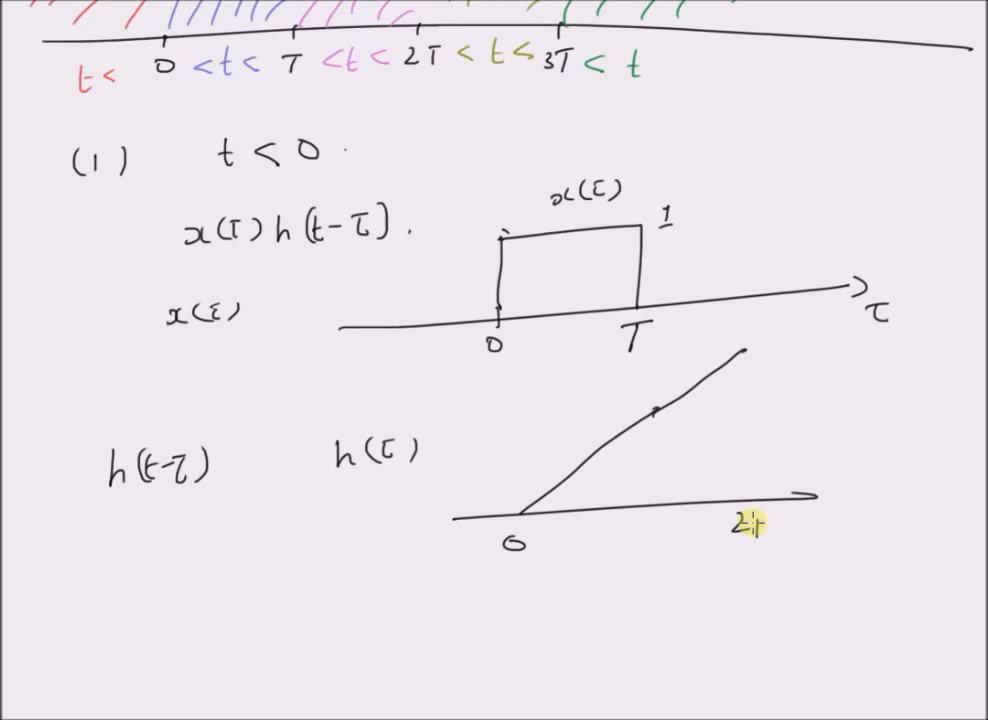 t < 0 < t < T < t < 2T < t < 3T < t
(1) t < 0 .
x(τ)
1
x(τ) h(t-τ) .
x(τ)
τ
0 T
h(t-τ) h(τ)
0 2T